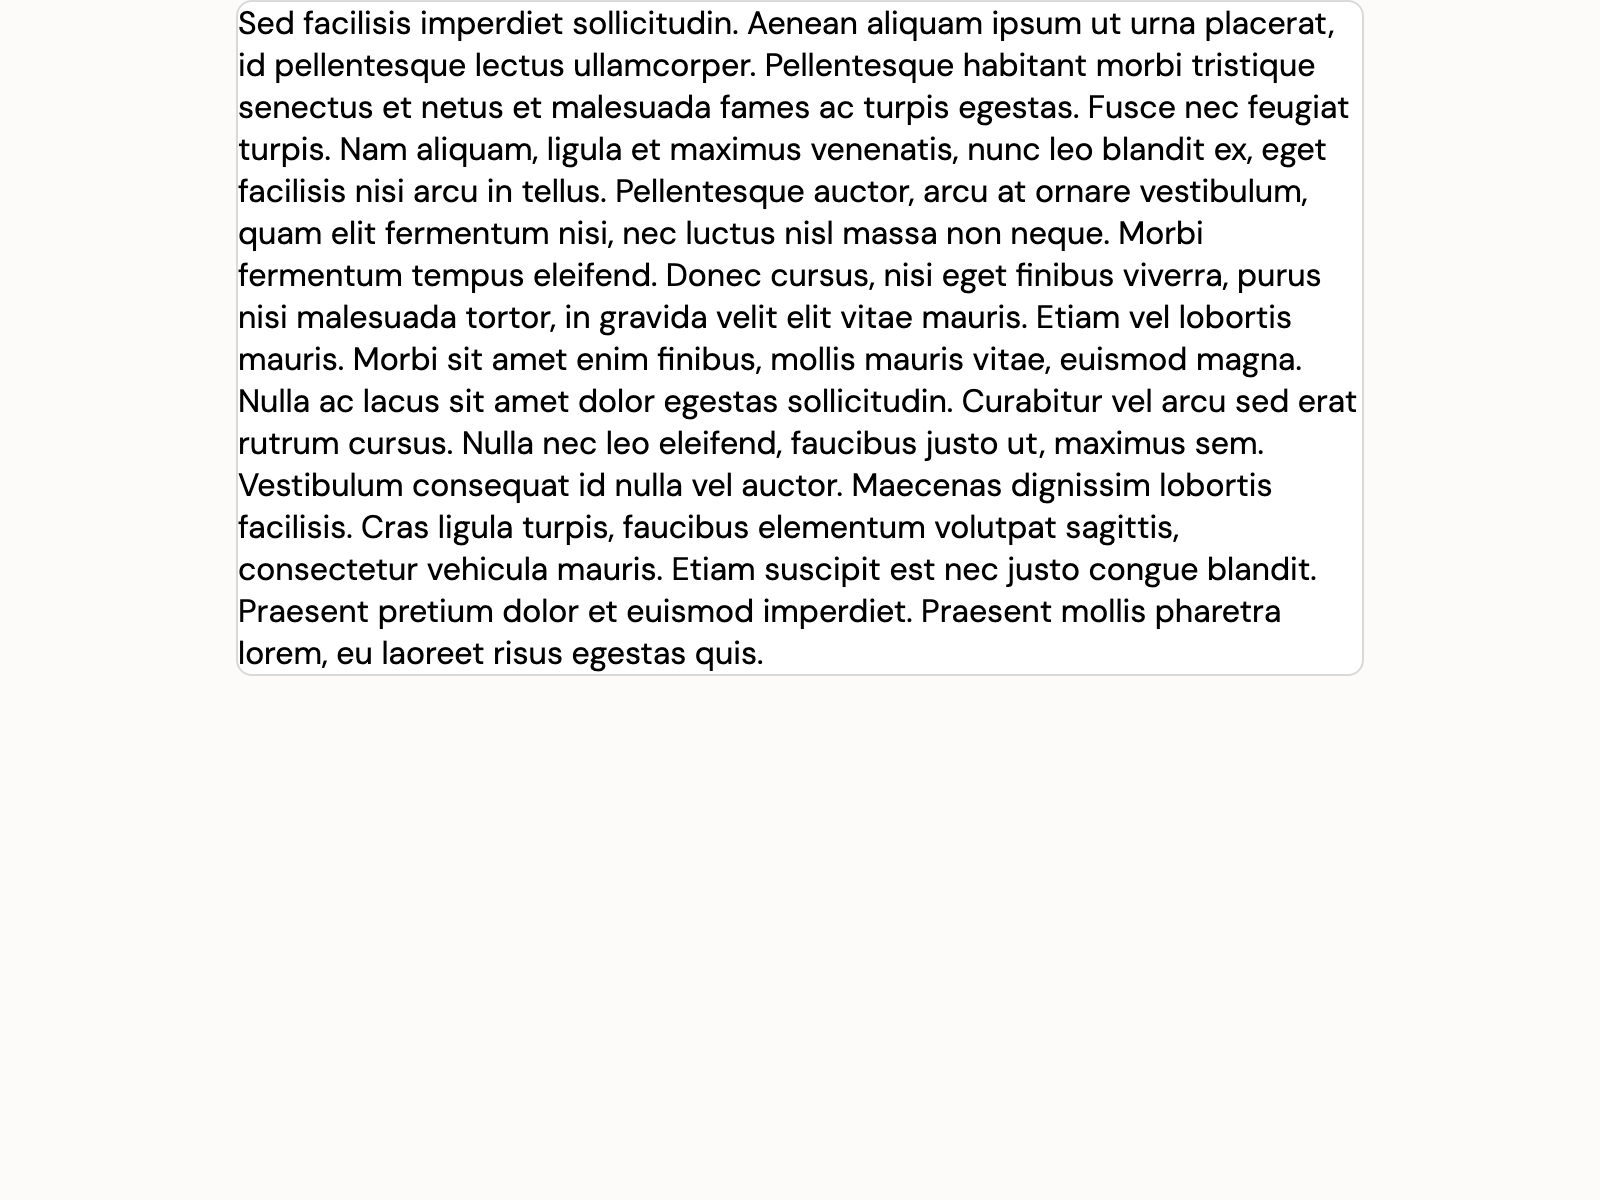 Sed facilisis imperdiet sollicitudin. Aenean aliquam ipsum ut urna placerat,
id pellentesque lectus ullamcorper. Pellentesque habitant morbi tristique
senectus et netus et malesuada fames ac turpis egestas. Fusce nec feugiat
turpis. Nam aliquam, ligula et maximus venenatis, nunc leo blandit ex, eget
facilisis nisi arcu in tellus. Pellentesque auctor, arcu at ornare vestibulum,
quam elit fermentum nisi, nec luctus nisl massa non neque. Morbi
fermentum tempus eleifend. Donec cursus, nisi eget finibus viverra, purus
nisi malesuada tortor, in gravida velit elit vitae mauris. Etiam vel lobortis
mauris. Morbi sit amet enim finibus, mollis mauris vitae, euismod magna.
Nulla ac lacus sit amet dolor egestas sollicitudin. Curabitur vel arcu sed erat
rutrum cursus. Nulla nec leo eleifend, faucibus justo ut, maximus sem.
Vestibulum consequat id nulla vel auctor. Maecenas dignissim lobortis
facilisis. Cras ligula turpis, faucibus elementum volutpat sagittis,
consectetur vehicula mauris. Etiam suscipit est nec justo congue blandit.
Praesent pretium dolor et euismod imperdiet. Praesent mollis pharetra
lorem, eu laoreet risus egestas quis.